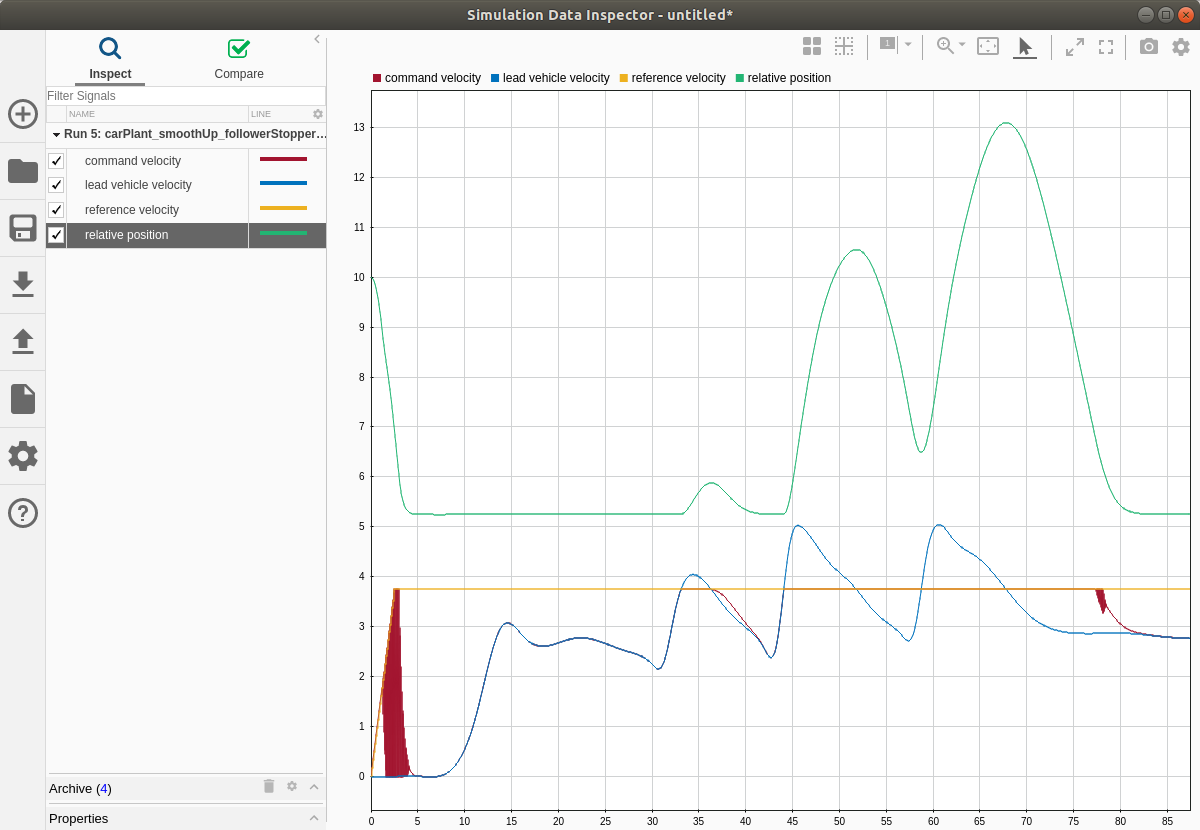 Simulation Data Inspector - untitled*
Inspect
Compare
Filter Signals
NAME
LINE
Run 5: carPlant_smoothUp_followerStopper...
command velocity
lead vehicle velocity
reference velocity
relative position
Archive (4)
Properties
1
command velocity lead vehicle velocity reference velocity relative position
13
12
11
10
9
8
7
6
5
4
3
2
1
0
0 5 10 15 20 25 30 35 40 45 50 55 60 65 70 75 80 85